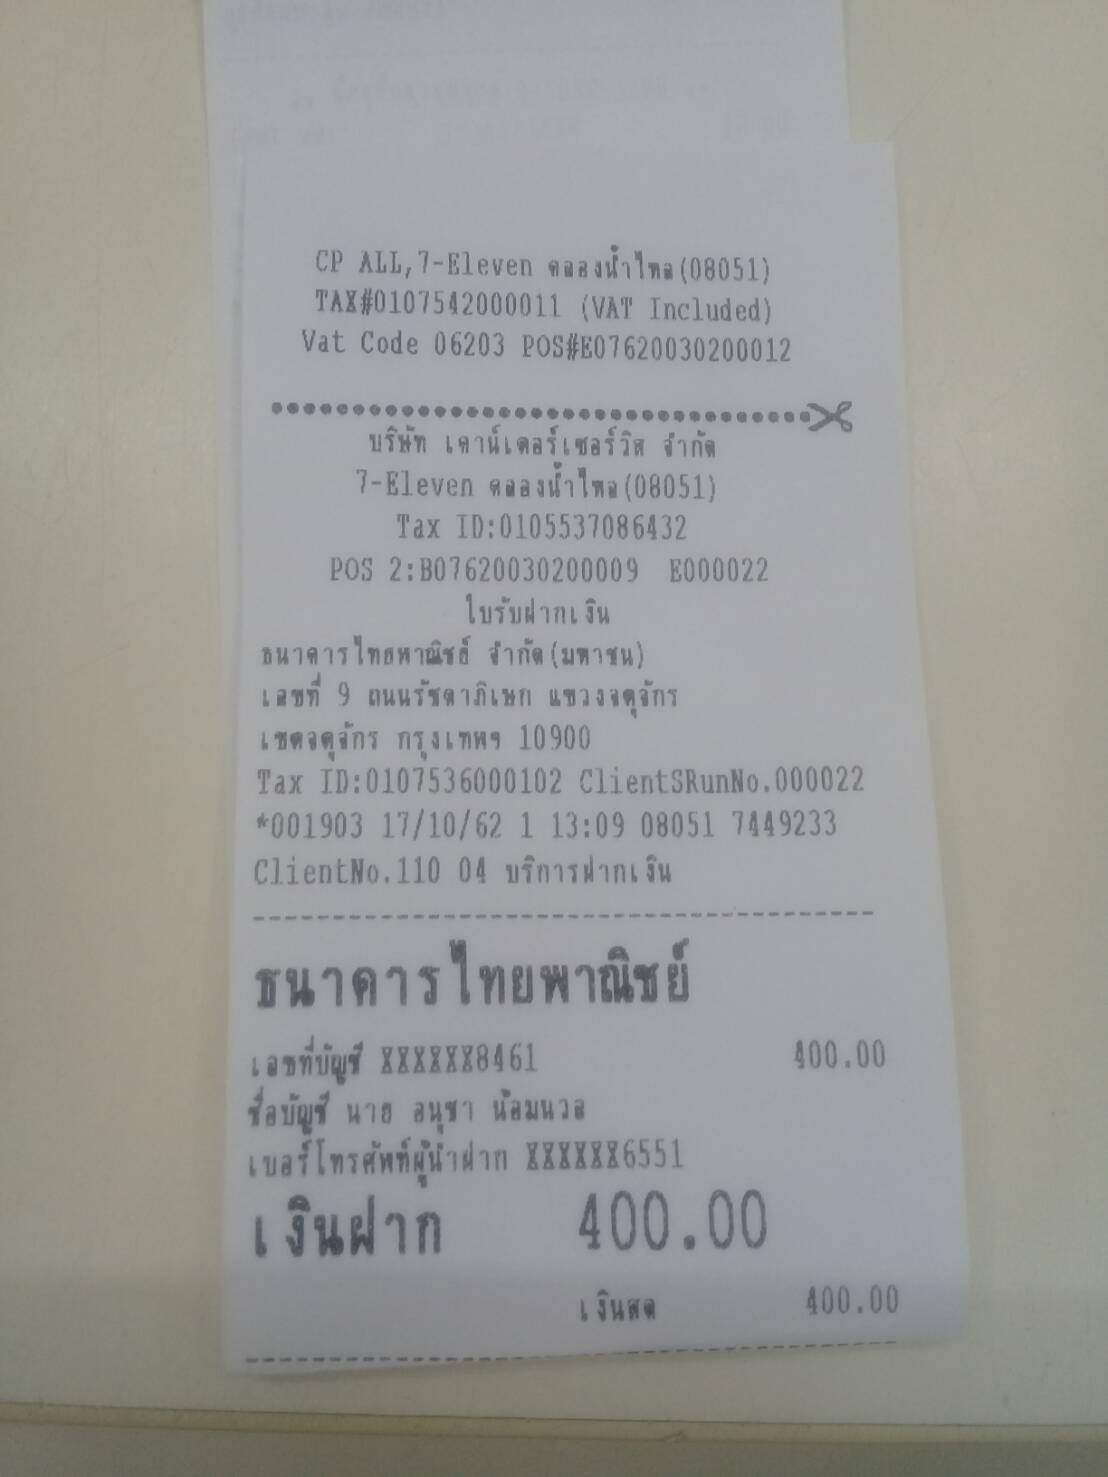 CP ALL,7-Eleven คลองน้ำไหล(08051)
TAX#0107542000011 (VAT Included)
Vat Code 06203 POS#E07620030200012
บริษัท เคาน์เตอร์เซอร์วิส จำกัด
7-Eleven คลองน้ำไหล(08051)
Tax ID:0105537086432
POS 2:B07620030200009 E000022
ใบรับฝากเงิน
ธนาคารไทยพาณิชย์ จำกัด(มหาชน)
เลขที่ 9 ถนนรัชดาภิเษก แขวงจตุจักร
เขตจตุจักร กรุงเทพฯ 10900
Tax ID:0107536000102 ClientSRunNo.000022
*001903 17/10/62 1 13:09 08051 7449233
ClientNo.110 04 บริการฝากเงิน
ธนาคารไทยพาณิชย์
เลขที่บัญชี XXXXXX8461 400.00
ชื่อบัญชี นาย อนุชา น้อมนวล
เบอร์โทรศัพท์ผู้นำฝาก XXXXXX6551
เงินฝาก 400.00
เงินสด 400.00